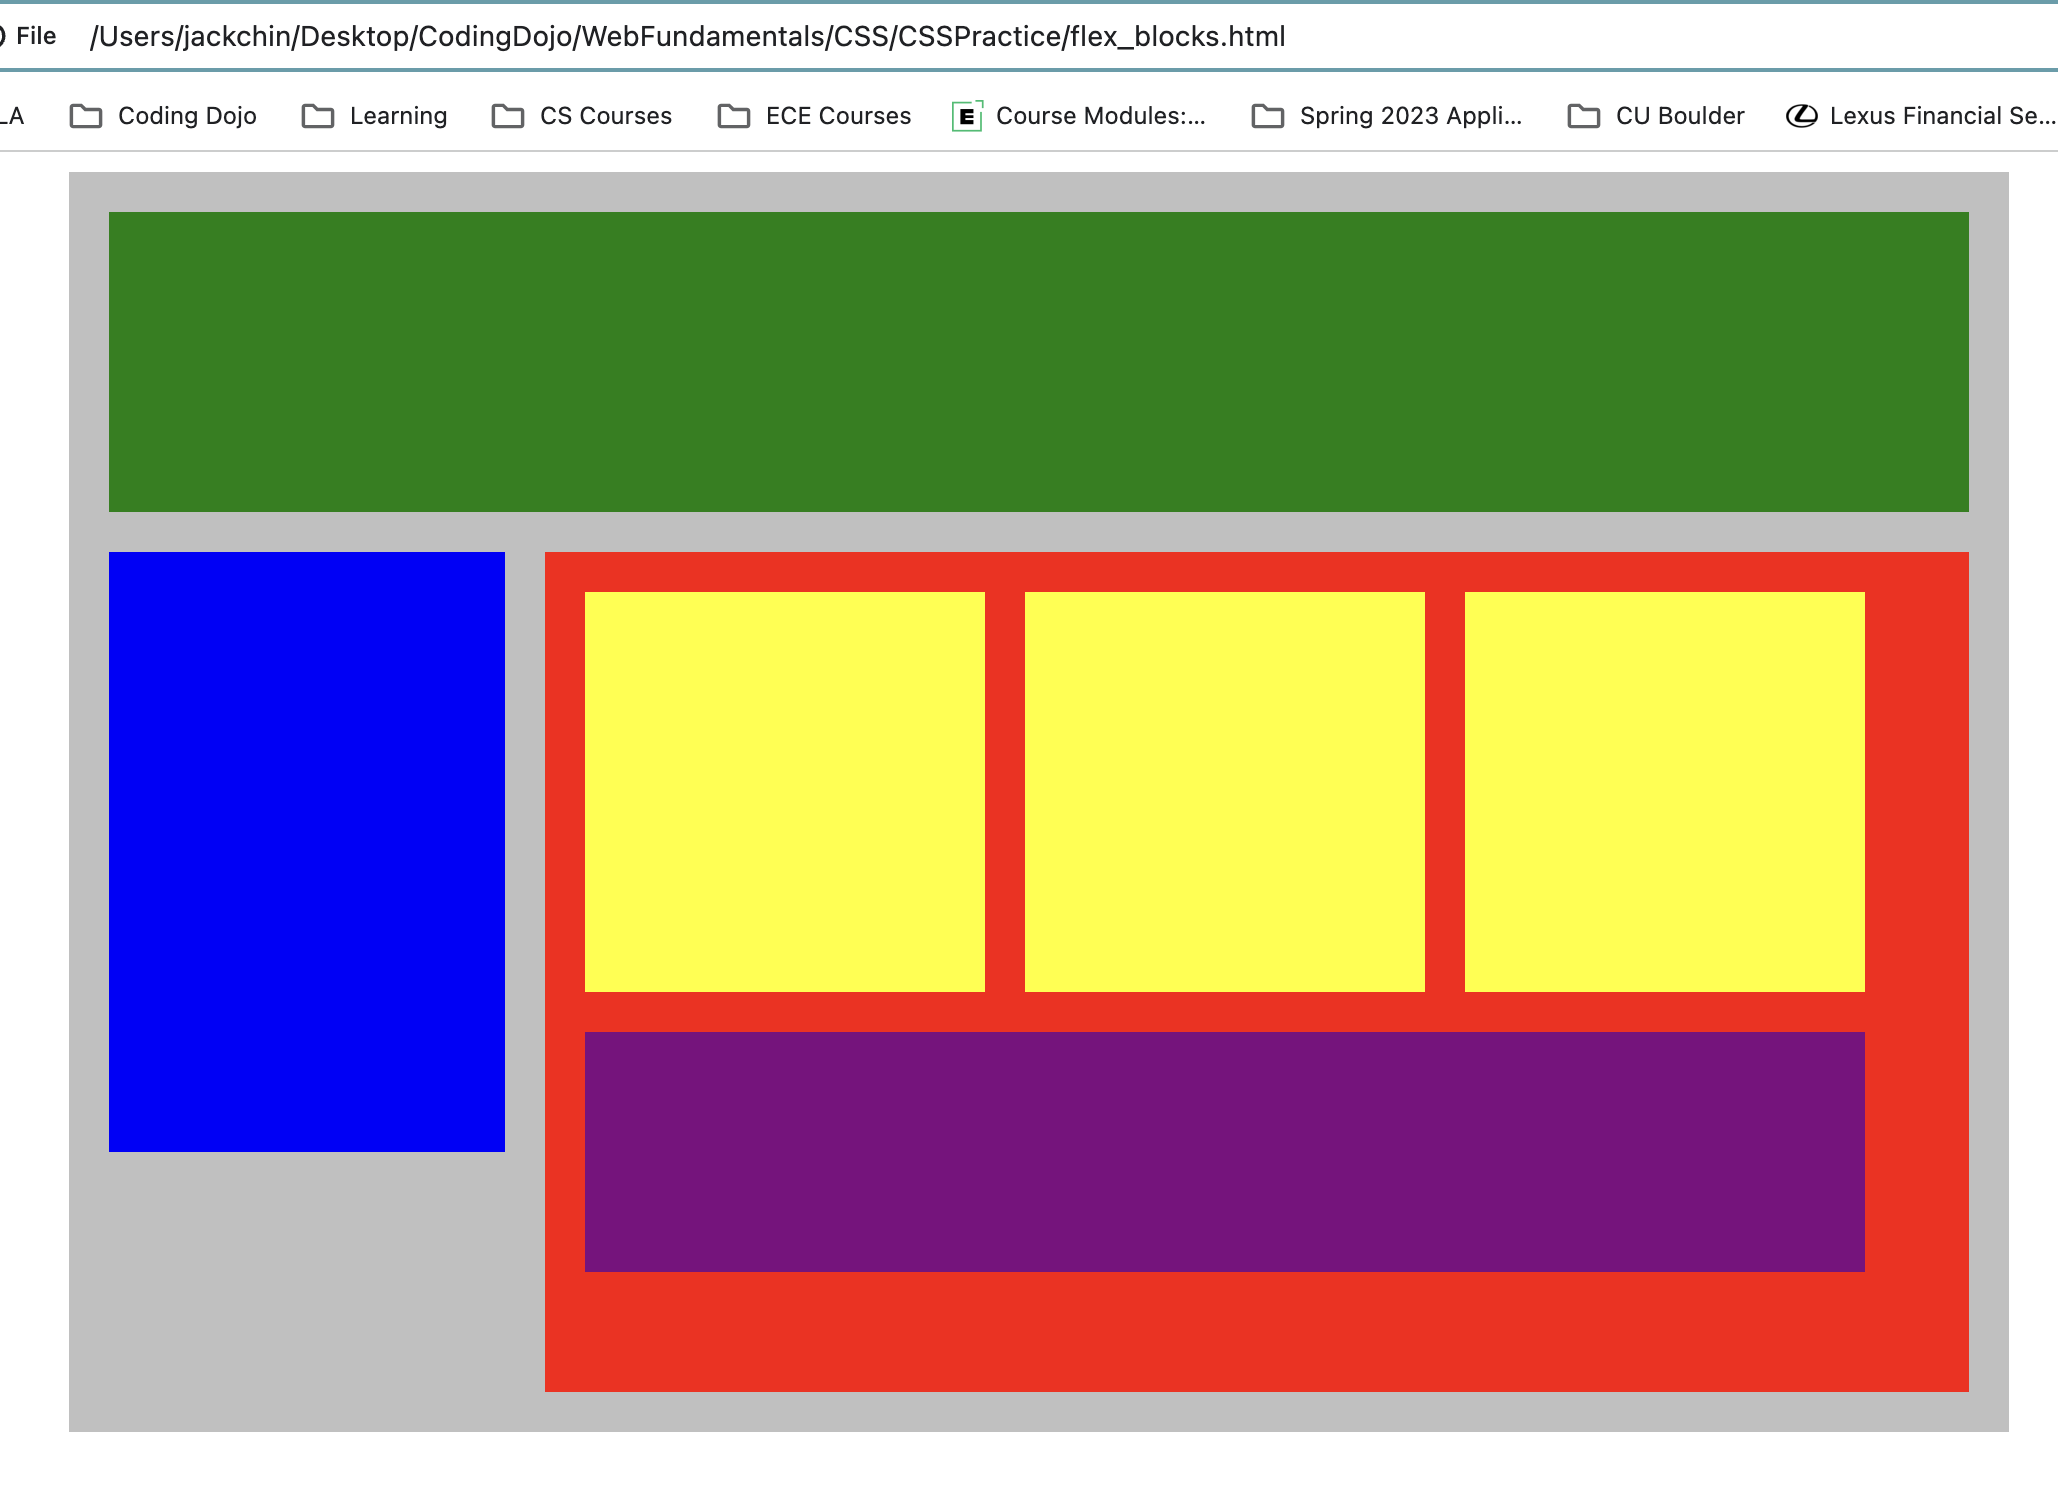 File /Users/jackchin/Desktop/CodingDojo/WebFundamentals/CSS/CSSPractice/flex_blocks.html
LA Coding Dojo Learning CS Courses ECE Courses E Course Modules:... Spring 2023 Appli... CU Boulder Lexus Financial Se...